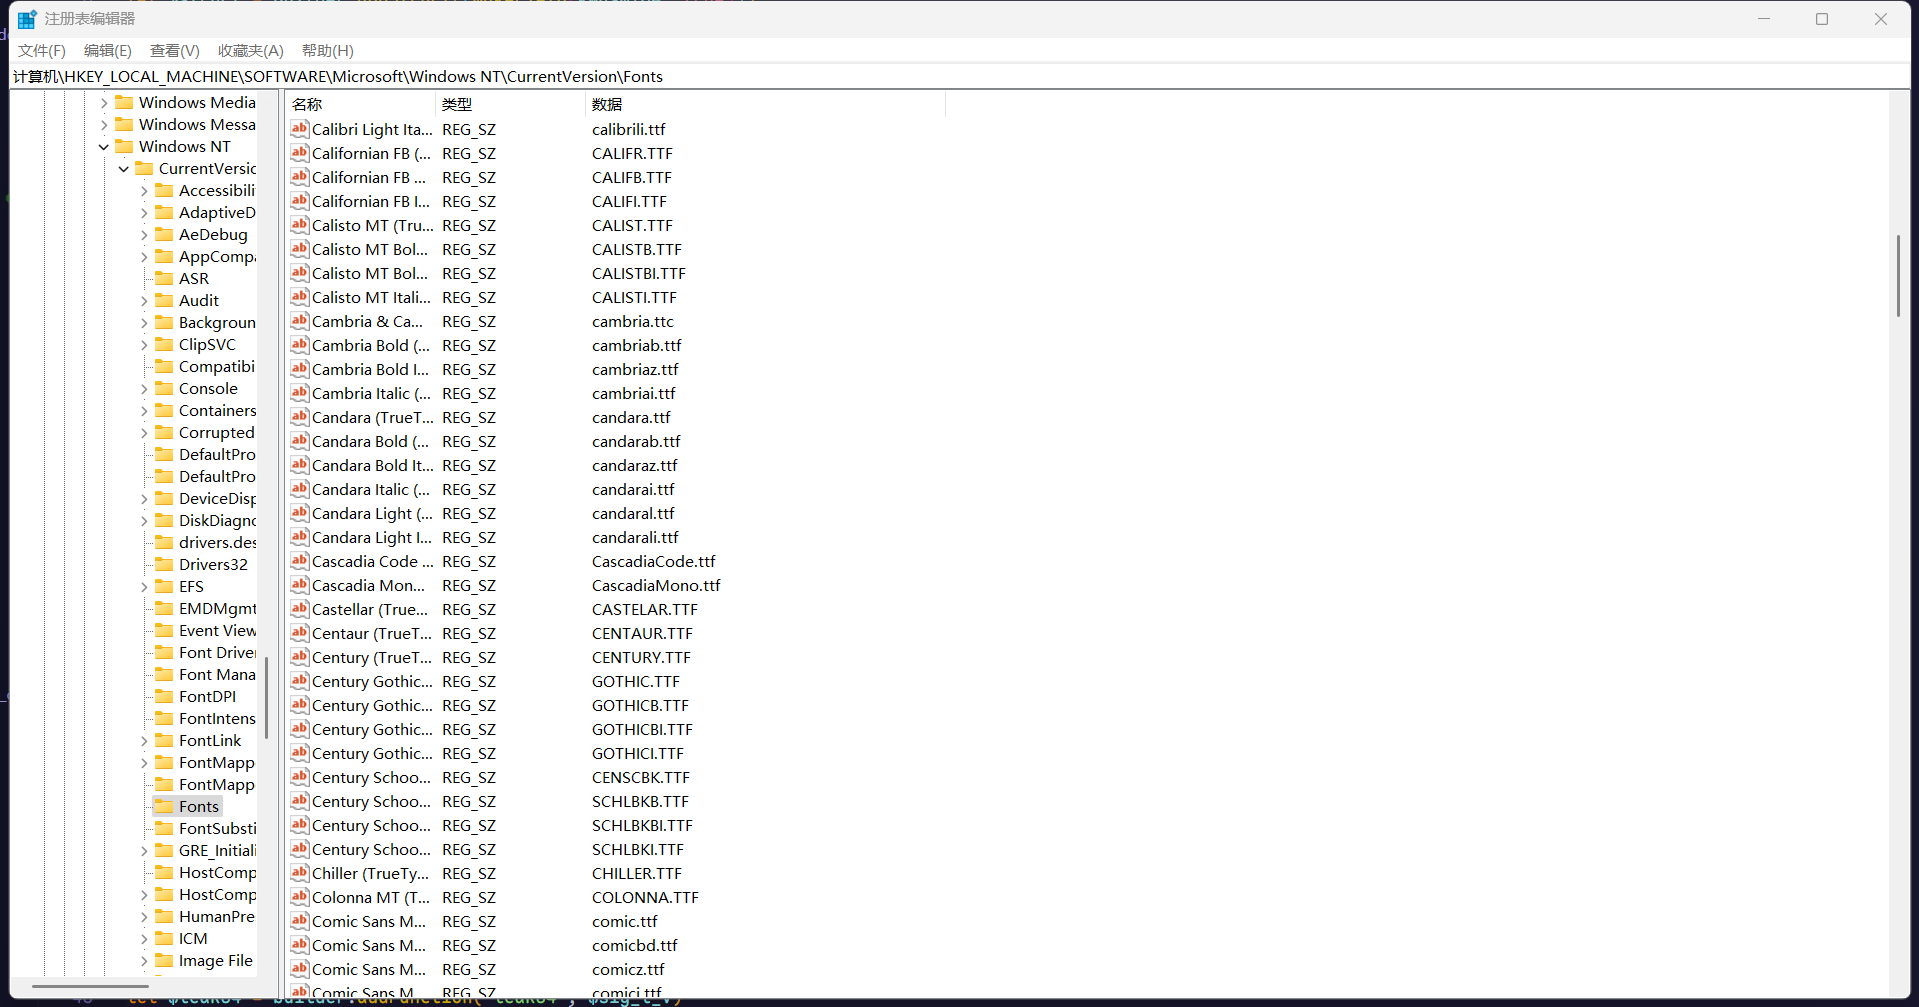 注册表编辑器
文件(F) 编辑(E) 查看(V) 收藏夹(A) 帮助(H)
计算机\HKEY_LOCAL_MACHINE\SOFTWARE\Microsoft\Windows NT\CurrentVersion\Fonts
Windows Media
Windows Messa
Windows NT
CurrentVersio
Accessibili
AdaptiveD
AeDebug
AppCompa
ASR
Audit
Backgroun
ClipSVC
Compatibi
Console
Containers
Corrupted
DefaultPro
DefaultPro
DeviceDisp
DiskDiagno
drivers.des
Drivers32
EFS
EMDMgmt
Event View
Font Driver
Font Mana
FontDPI
FontIntens
FontLink
FontMapp
FontMapp
Fonts
FontSubsti
GRE_Initiali
HostComp
HostComp
HumanPre
ICM
Image File
名称 类型 数据
Calibri Light Ita... REG_SZ calibrili.ttf
Californian FB (... REG_SZ CALIFR.TTF
Californian FB ... REG_SZ CALIFB.TTF
Californian FB I... REG_SZ CALIFI.TTF
Calisto MT (Tru... REG_SZ CALIST.TTF
Calisto MT Bol... REG_SZ CALISTB.TTF
Calisto MT Bol... REG_SZ CALISTBI.TTF
Calisto MT Itali... REG_SZ CALISTI.TTF
Cambria & Ca... REG_SZ cambria.ttc
Cambria Bold (... REG_SZ cambriab.ttf
Cambria Bold I... REG_SZ cambriaz.ttf
Cambria Italic (... REG_SZ cambriai.ttf
Candara (TrueT... REG_SZ candara.ttf
Candara Bold (... REG_SZ candarab.ttf
Candara Bold It... REG_SZ candaraz.ttf
Candara Italic (... REG_SZ candarai.ttf
Candara Light (... REG_SZ candaral.ttf
Candara Light I... REG_SZ candarali.ttf
Cascadia Code ... REG_SZ CascadiaCode.ttf
Cascadia Mon... REG_SZ CascadiaMono.ttf
Castellar (True... REG_SZ CASTELAR.TTF
Centaur (TrueT... REG_SZ CENTAUR.TTF
Century (TrueT... REG_SZ CENTURY.TTF
Century Gothic... REG_SZ GOTHIC.TTF
Century Gothic... REG_SZ GOTHICB.TTF
Century Gothic... REG_SZ GOTHICBI.TTF
Century Gothic... REG_SZ GOTHICI.TTF
Century Schoo... REG_SZ CENSCBK.TTF
Century Schoo... REG_SZ SCHLBKB.TTF
Century Schoo... REG_SZ SCHLBKBI.TTF
Century Schoo... REG_SZ SCHLBKI.TTF
Chiller (TrueTy... REG_SZ CHILLER.TTF
Colonna MT (T... REG_SZ COLONNA.TTF
Comic Sans M... REG_SZ comic.ttf
Comic Sans M... REG_SZ comicbd.ttf
Comic Sans M... REG_SZ comicz.ttf
Comic Sans M... REG_SZ comici.ttf